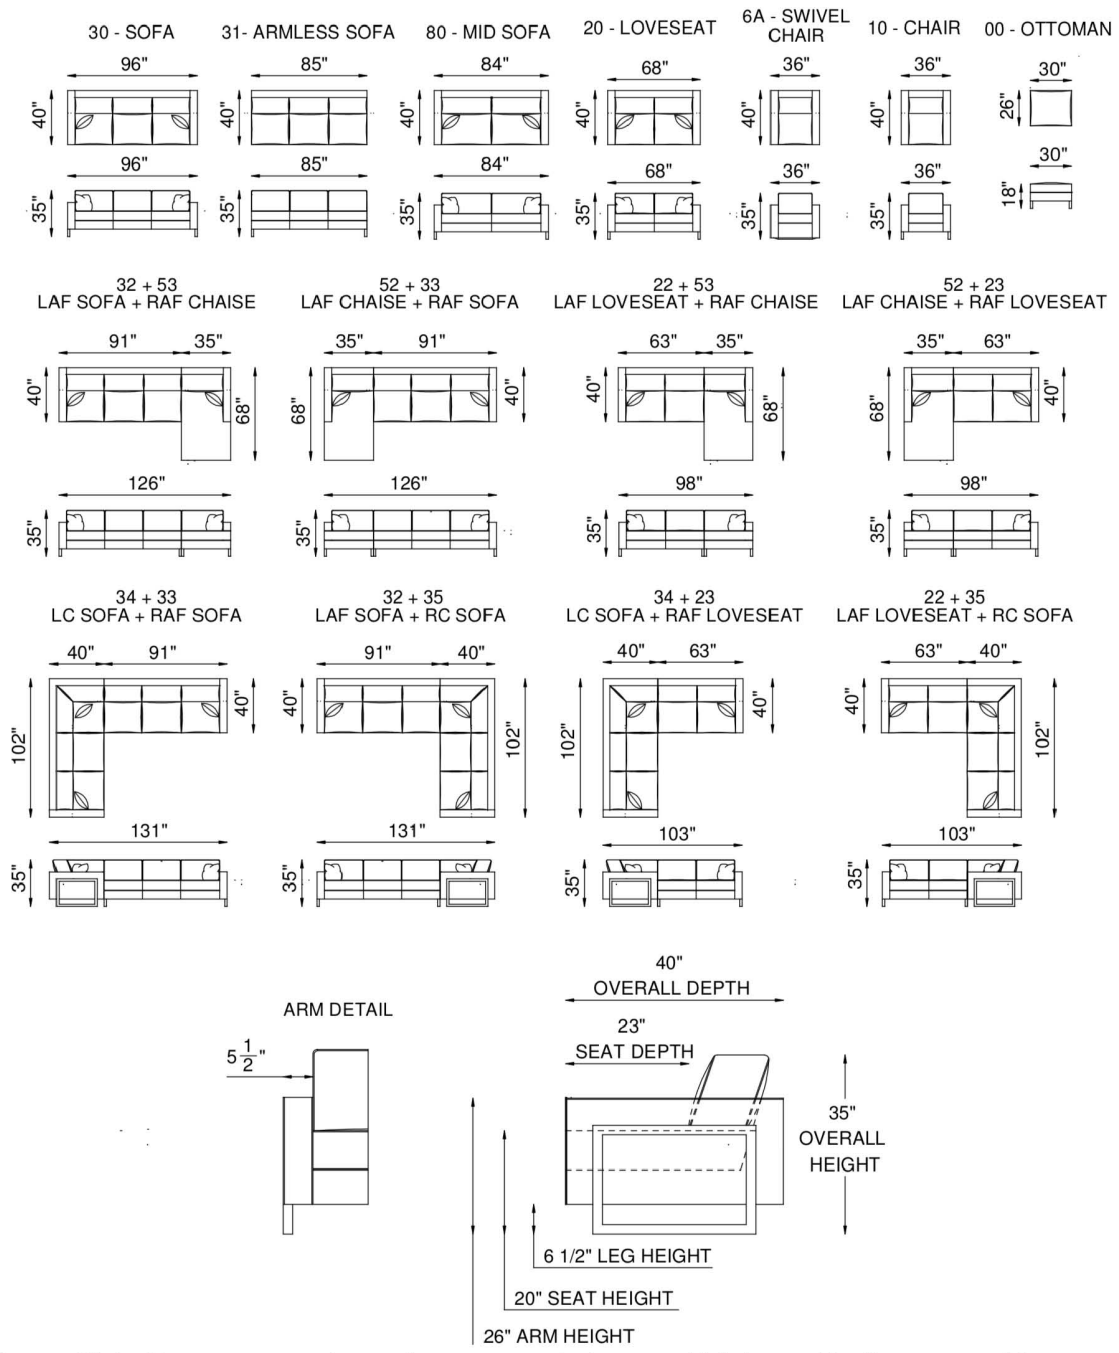 30 - SOFA
31- ARMLESS SOFA
80 - MID SOFA
20 - LOVESEAT
6A - SWIVEL
CHAIR
10 - CHAIR
00 - OTTOMAN
96"
85"
84"
68"
36"
36"
30"
40"
40"
40"
40"
40"
40"
26"
96"
85"
84"
68"
36"
36"
30"
35"
35"
35"
35"
35"
35"
18"
32 + 53
LAF SOFA + RAF CHAISE
52 + 33
LAF CHAISE + RAF SOFA
22 + 53
LAF LOVESEAT + RAF CHAISE
52 + 23
LAF CHAISE + RAF LOVESEAT
91" 35"
35" 91"
63" 35"
35" 63"
40"
68"
68"
40"
40"
68"
68"
40"
126"
126"
98"
98"
35"
35"
35"
35"
34 + 33
LC SOFA + RAF SOFA
32 + 35
LAF SOFA + RC SOFA
34 + 23
LC SOFA + RAF LOVESEAT
22 + 35
LAF LOVESEAT + RC SOFA
40" 91"
91" 40"
40" 63"
63" 40"
102"
40"
40"
102"
102"
40"
40"
102"
131"
131"
103"
103"
35"
35"
35"
35"
ARM DETAIL
5 1/2"
40"
OVERALL DEPTH
23"
SEAT DEPTH
35"
OVERALL
HEIGHT
6 1/2" LEG HEIGHT
20" SEAT HEIGHT
26" ARM HEIGHT